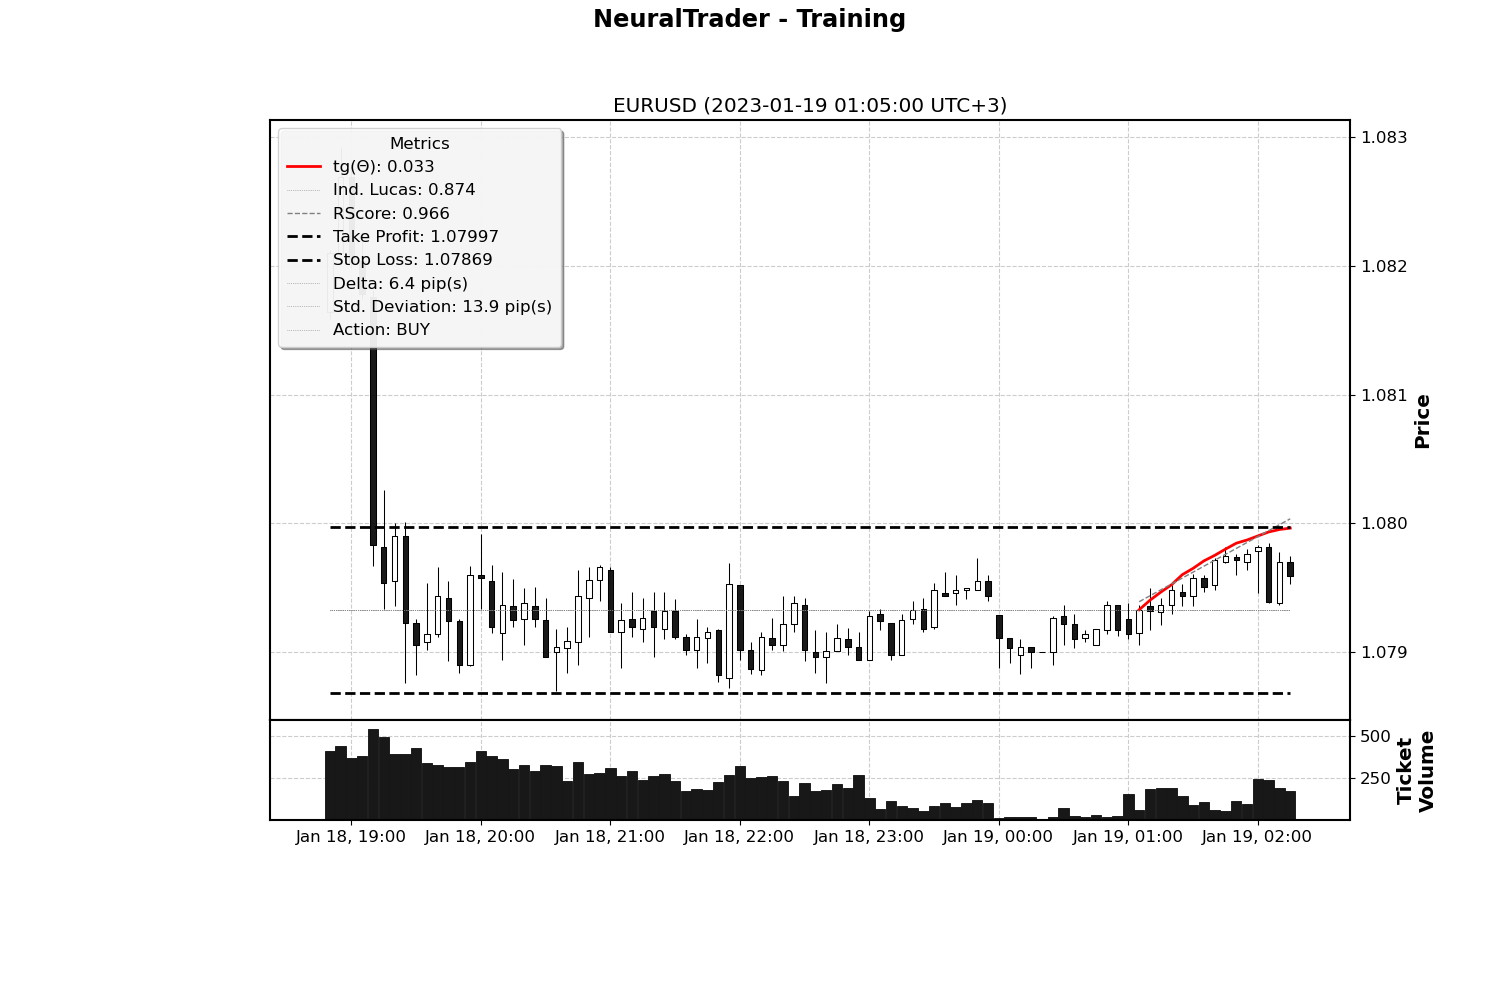 NeuralTrader - Training
EURUSD (2023-01-19 01:05:00 UTC+3)
Metrics
tg(Θ): 0.033
Ind. Lucas: 0.874
RScore: 0.966
Take Profit: 1.07997
Stop Loss: 1.07869
Delta: 6.4 pip(s)
Std. Deviation: 13.9 pip(s)
Action: BUY
1.083
1.082
1.081
1.080
1.079
Price
500
250
Ticket
Volume
Jan 18, 19:00
Jan 18, 20:00
Jan 18, 21:00
Jan 18, 22:00
Jan 18, 23:00
Jan 19, 00:00
Jan 19, 01:00
Jan 19, 02:00